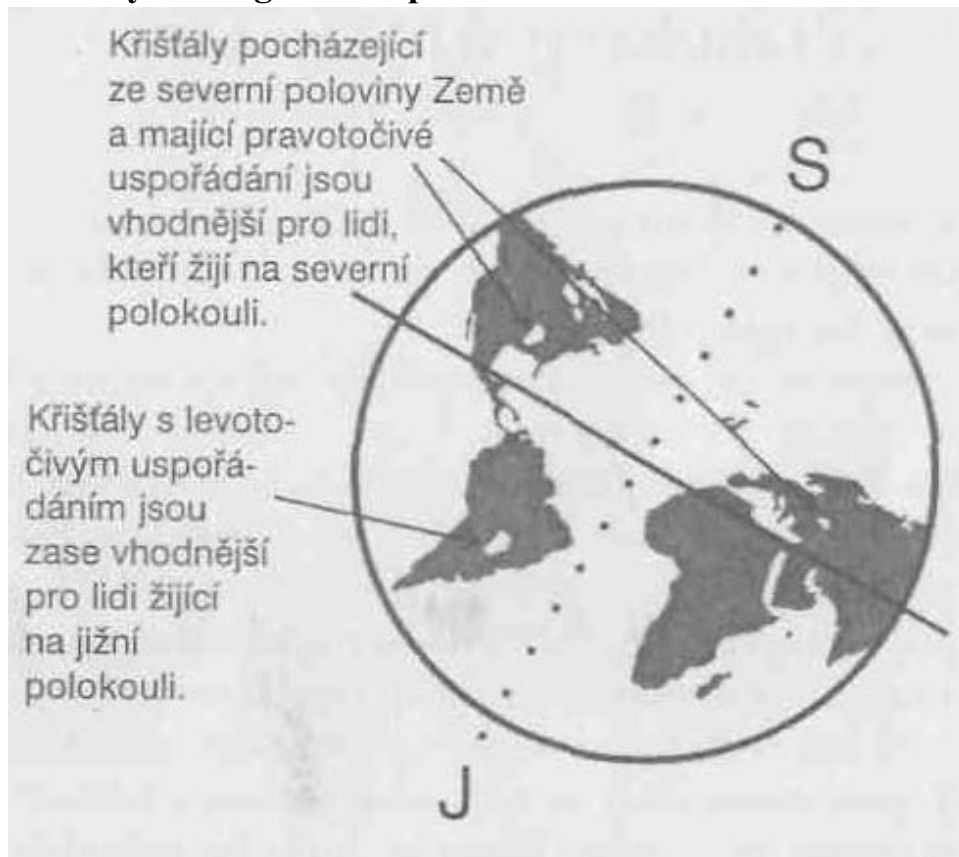 Křišťály pocházející
ze severní poloviny Země
a mající pravotočivé
uspořádání jsou
vhodnější pro lidi,
kteří žijí na severní
polokouli.
S
Křišťály s levoto-
čivým uspořá-
dáním jsou
zase vhodnější
pro lidi žijící
na jižní
polokouli.
J